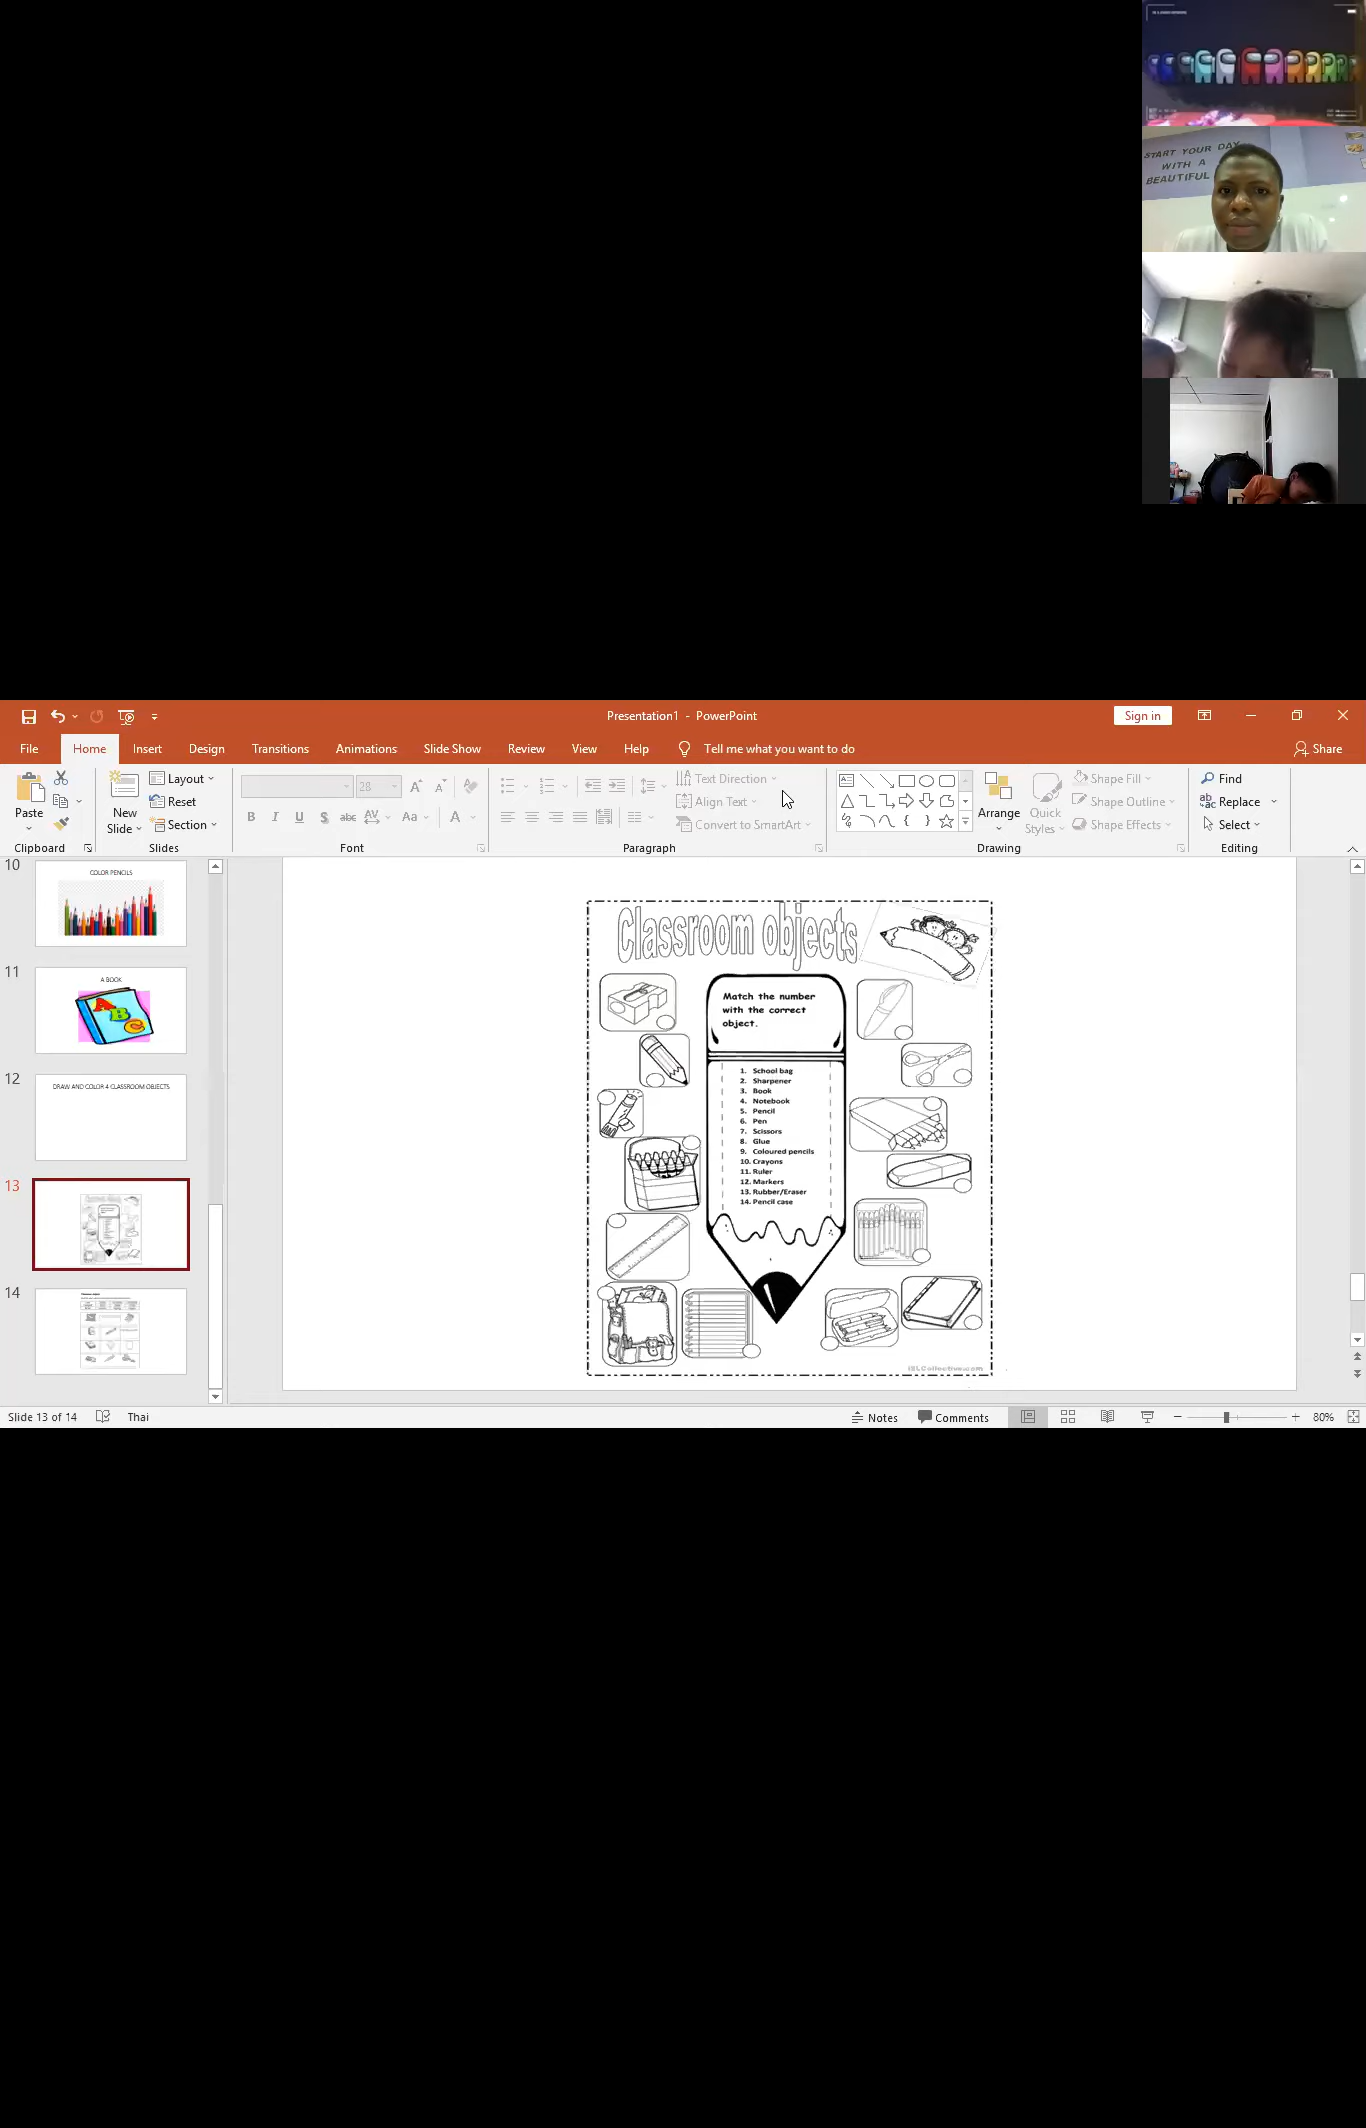 START YOUR DAY
WITH A
BEAUTIFUL
Presentation1 - PowerPoint
Sign in
File
Home
Insert
Design
Transitions
Animations
Slide Show
Review
View
Help
Tell me what you want to do
Share
Paste
Clipboard
New
Slide
Layout
Reset
Section
Slides
28
B I U S abc AV Aa A
Font
Text Direction
Align Text
Convert to SmartArt
Paragraph
Arrange
Quick
Styles
Shape Fill
Shape Outline
Shape Effects
Drawing
Find
Replace
Select
Editing
10
COLOR PENCILS
11
A BOOK
A
B
C
12
DRAW AND COLOR 4 CLASSROOM OBJECTS
13
14
Classroom objects
Match the number
with the correct
object.
1. School bag
2. Sharpener
3. Book
4. Notebook
5. Pencil
6. Pen
7. Scissors
8. Glue
9. Coloured pencils
10. Crayons
11. Ruler
12. Markers
13. Rubber/Eraser
14. Pencil case
iSLCollective.com
Slide 13 of 14
Thai
Notes
Comments
80%